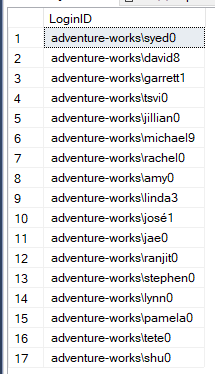 LoginID
1 adventure-works\syed0
2 adventure-works\david8
3 adventure-works\garrett1
4 adventure-works\tsvi0
5 adventure-works\jillian0
6 adventure-works\michael9
7 adventure-works\rachel0
8 adventure-works\amy0
9 adventure-works\linda3
10 adventure-works\josé1
11 adventure-works\jae0
12 adventure-works\ranjit0
13 adventure-works\stephen0
14 adventure-works\lynn0
15 adventure-works\pamela0
16 adventure-works\tete0
17 adventure-works\shu0